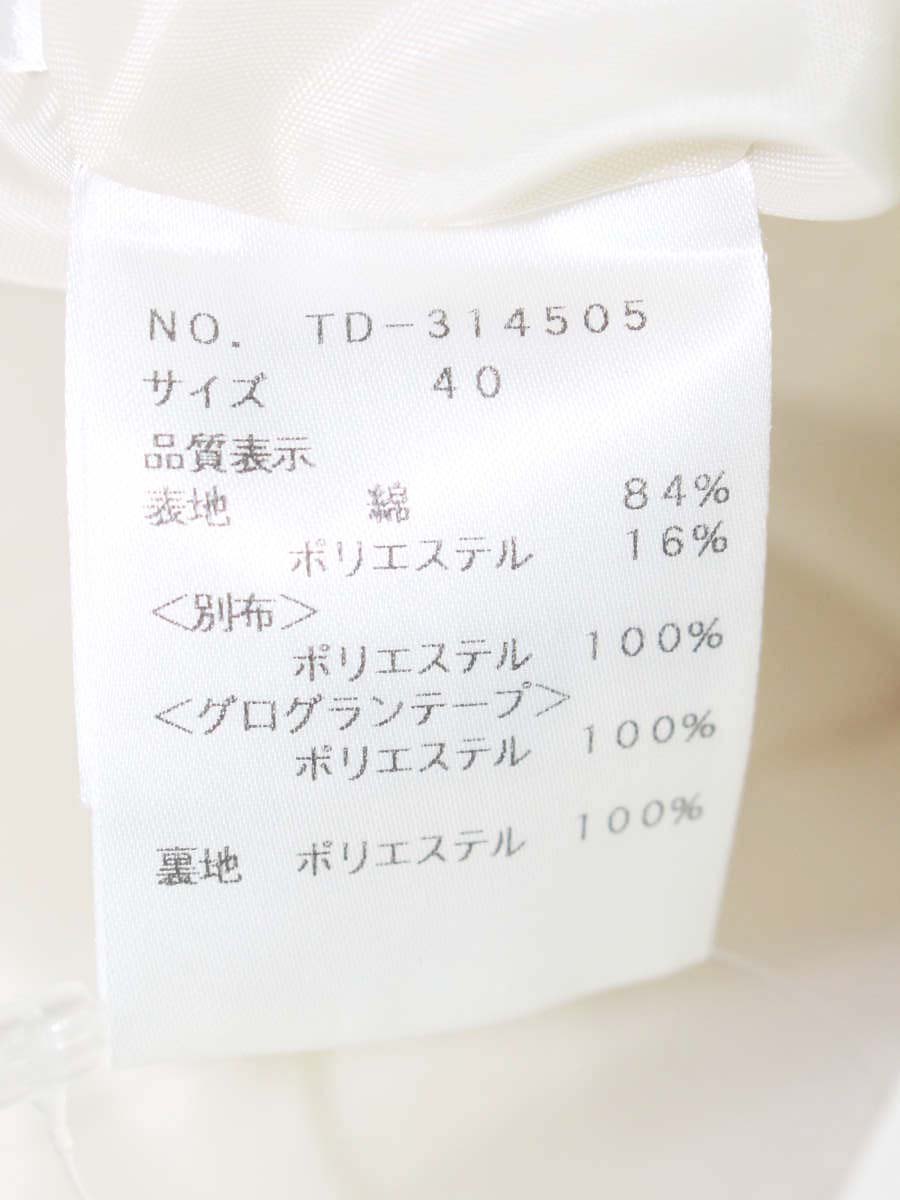 NO. TD-314505
サイズ 40
品質表示
表地 綿 84%
ポリエステル 16%
<別布>
ポリエステル 100%
<グログランテープ>
ポリエステル 100%
裏地 ポリエステル 100%